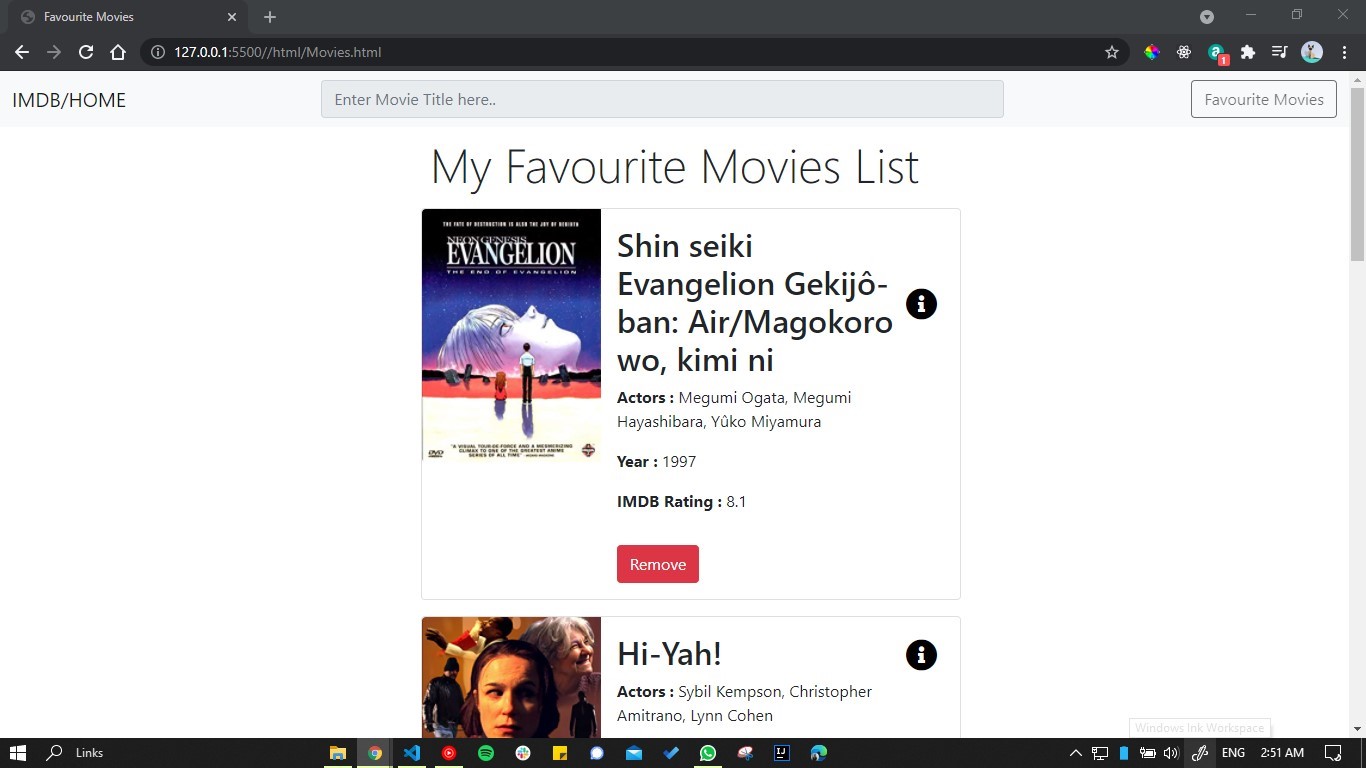 Favourite Movies
127.0.0.1:5500//html/Movies.html
1
IMDB/HOME
Enter Movie Title here..
Favourite Movies
My Favourite Movies List
THE FATE OF DESTRUCTION IS ALSO THE JOY OF REBIRTH
NEON GENESIS
EVANGELION
THE END OF EVANGELION
"A VISUAL TOUR-DE-FORCE AND A MESMERIZING
CLIMAX TO ONE OF THE GREATEST ANIME
SERIES OF ALL TIME"
DVD
Shin seiki
Evangelion Gekijô-
ban: Air/Magokoro
wo, kimi ni
Actors : Megumi Ogata, Megumi
Hayashibara, Yûko Miyamura
Year : 1997
IMDB Rating : 8.1
Remove
Hi-Yah!
Actors : Sybil Kempson, Christopher
Amitrano, Lynn Cohen
Windows Ink Workspace
Links
ENG
2:51 AM